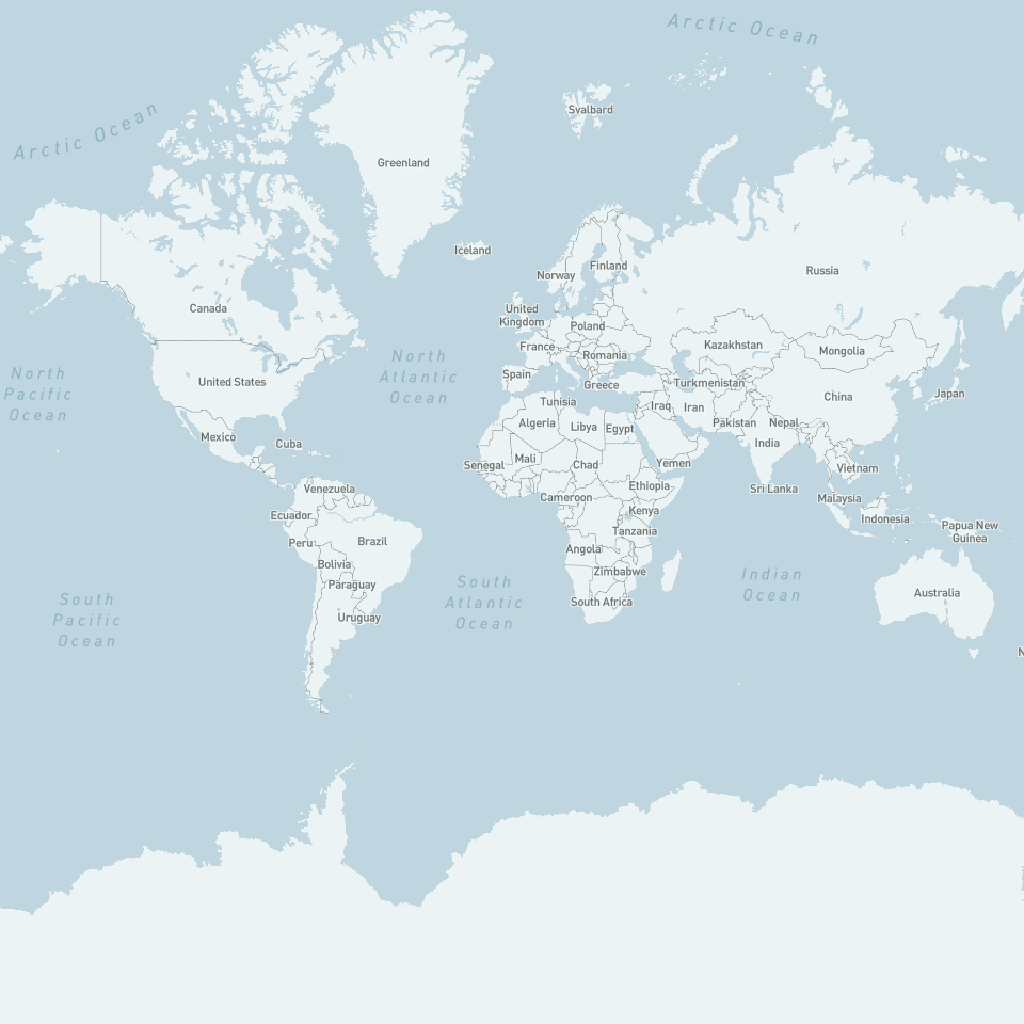 Arctic Ocean
Svalbard
Arctic Ocean
Greenland
Iceland
Norway
Finland
Russia
Canada
United
Kingdom
Poland
France
Romania
Kazakhstan
Mongolia
North
Pacific
Ocean
North
Atlantic
Ocean
United States
Spain
Greece
Turkmenistan
China
Japan
Tunisia
Iraq
Iran
Mexico
Cuba
Algeria
Libya
Egypt
Pakistan
Nepal
India
Senegal
Mali
Chad
Yemen
Vietnam
Venezuela
Cameroon
Ethiopia
Sri Lanka
Malaysia
Ecuador
Kenya
Indonesia
Papua New
Guinea
Peru
Brazil
Tanzania
Angola
Bolivia
Paraguay
Zimbabwe
South
Atlantic
Ocean
Indian
Ocean
Australia
South
Pacific
Ocean
Uruguay
South Africa
N